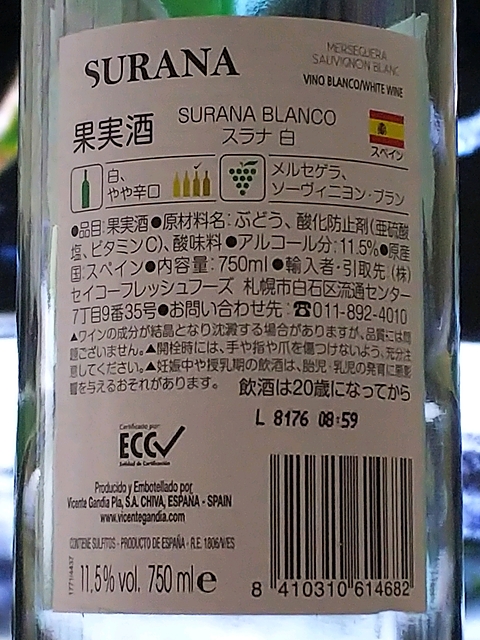 SURANA
MERSEGUERA
SAUVIGNON BLANC
VINO BLANCO/WHITE WINE
果実酒
SURANA BLANCO
スラナ 白
スペイン
白、
やや辛口
メルセゲラ、
ソーヴィニヨン・ブラン
●品目:果実酒●原材料名:ぶどう、酸化防止剤(亜硫酸
塩、ビタミンC)、酸味料●アルコール分:11.5%●原産
国:スペイン●内容量:750ml●輸入者・引取先:(株)
セイコーフレッシュフーズ 札幌市白石区流通センター
7丁目9番35号●お問い合わせ先:☎011-892-4010
▲ワインの成分が結晶となり沈澱する場合がありますが、品質には問
題ございません。▲開栓時には、手や指や爪を傷つけないよう、充分注
意してください。▲妊娠中や授乳期の飲酒は、胎児・乳児の発育に悪影
響を与えるおそれがあります。 飲酒は20歳になってから
L 8176 08:59
Certificado por:
ECC
Entidad de Certificación
Producido y Embotellado por
Vicente Gandia Pla, S.A. CHIVA, ESPAÑA - SPAIN
www.vicentegandia.com
CONTIENE SULFITOS - PRODUCTO DE ESPAÑA - R.E. 1806/V/ES
11,5% vol. 750 ml e
8 410310 614682